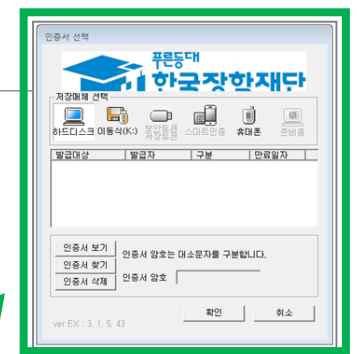 인증서 선택
푸른등대
한국장학재단
저장매체 선택
하드디스크 이동식(K:) 보안토큰 저장토큰 스마트인증 휴대폰 준비중
발급대상 발급자 구분 만료일자
인증서 보기
인증서 암호는 대소문자를 구분합니다.
인증서 찾기
인증서 삭제 인증서 암호
확인 취소
ver EX : 3, 1, 5, 43